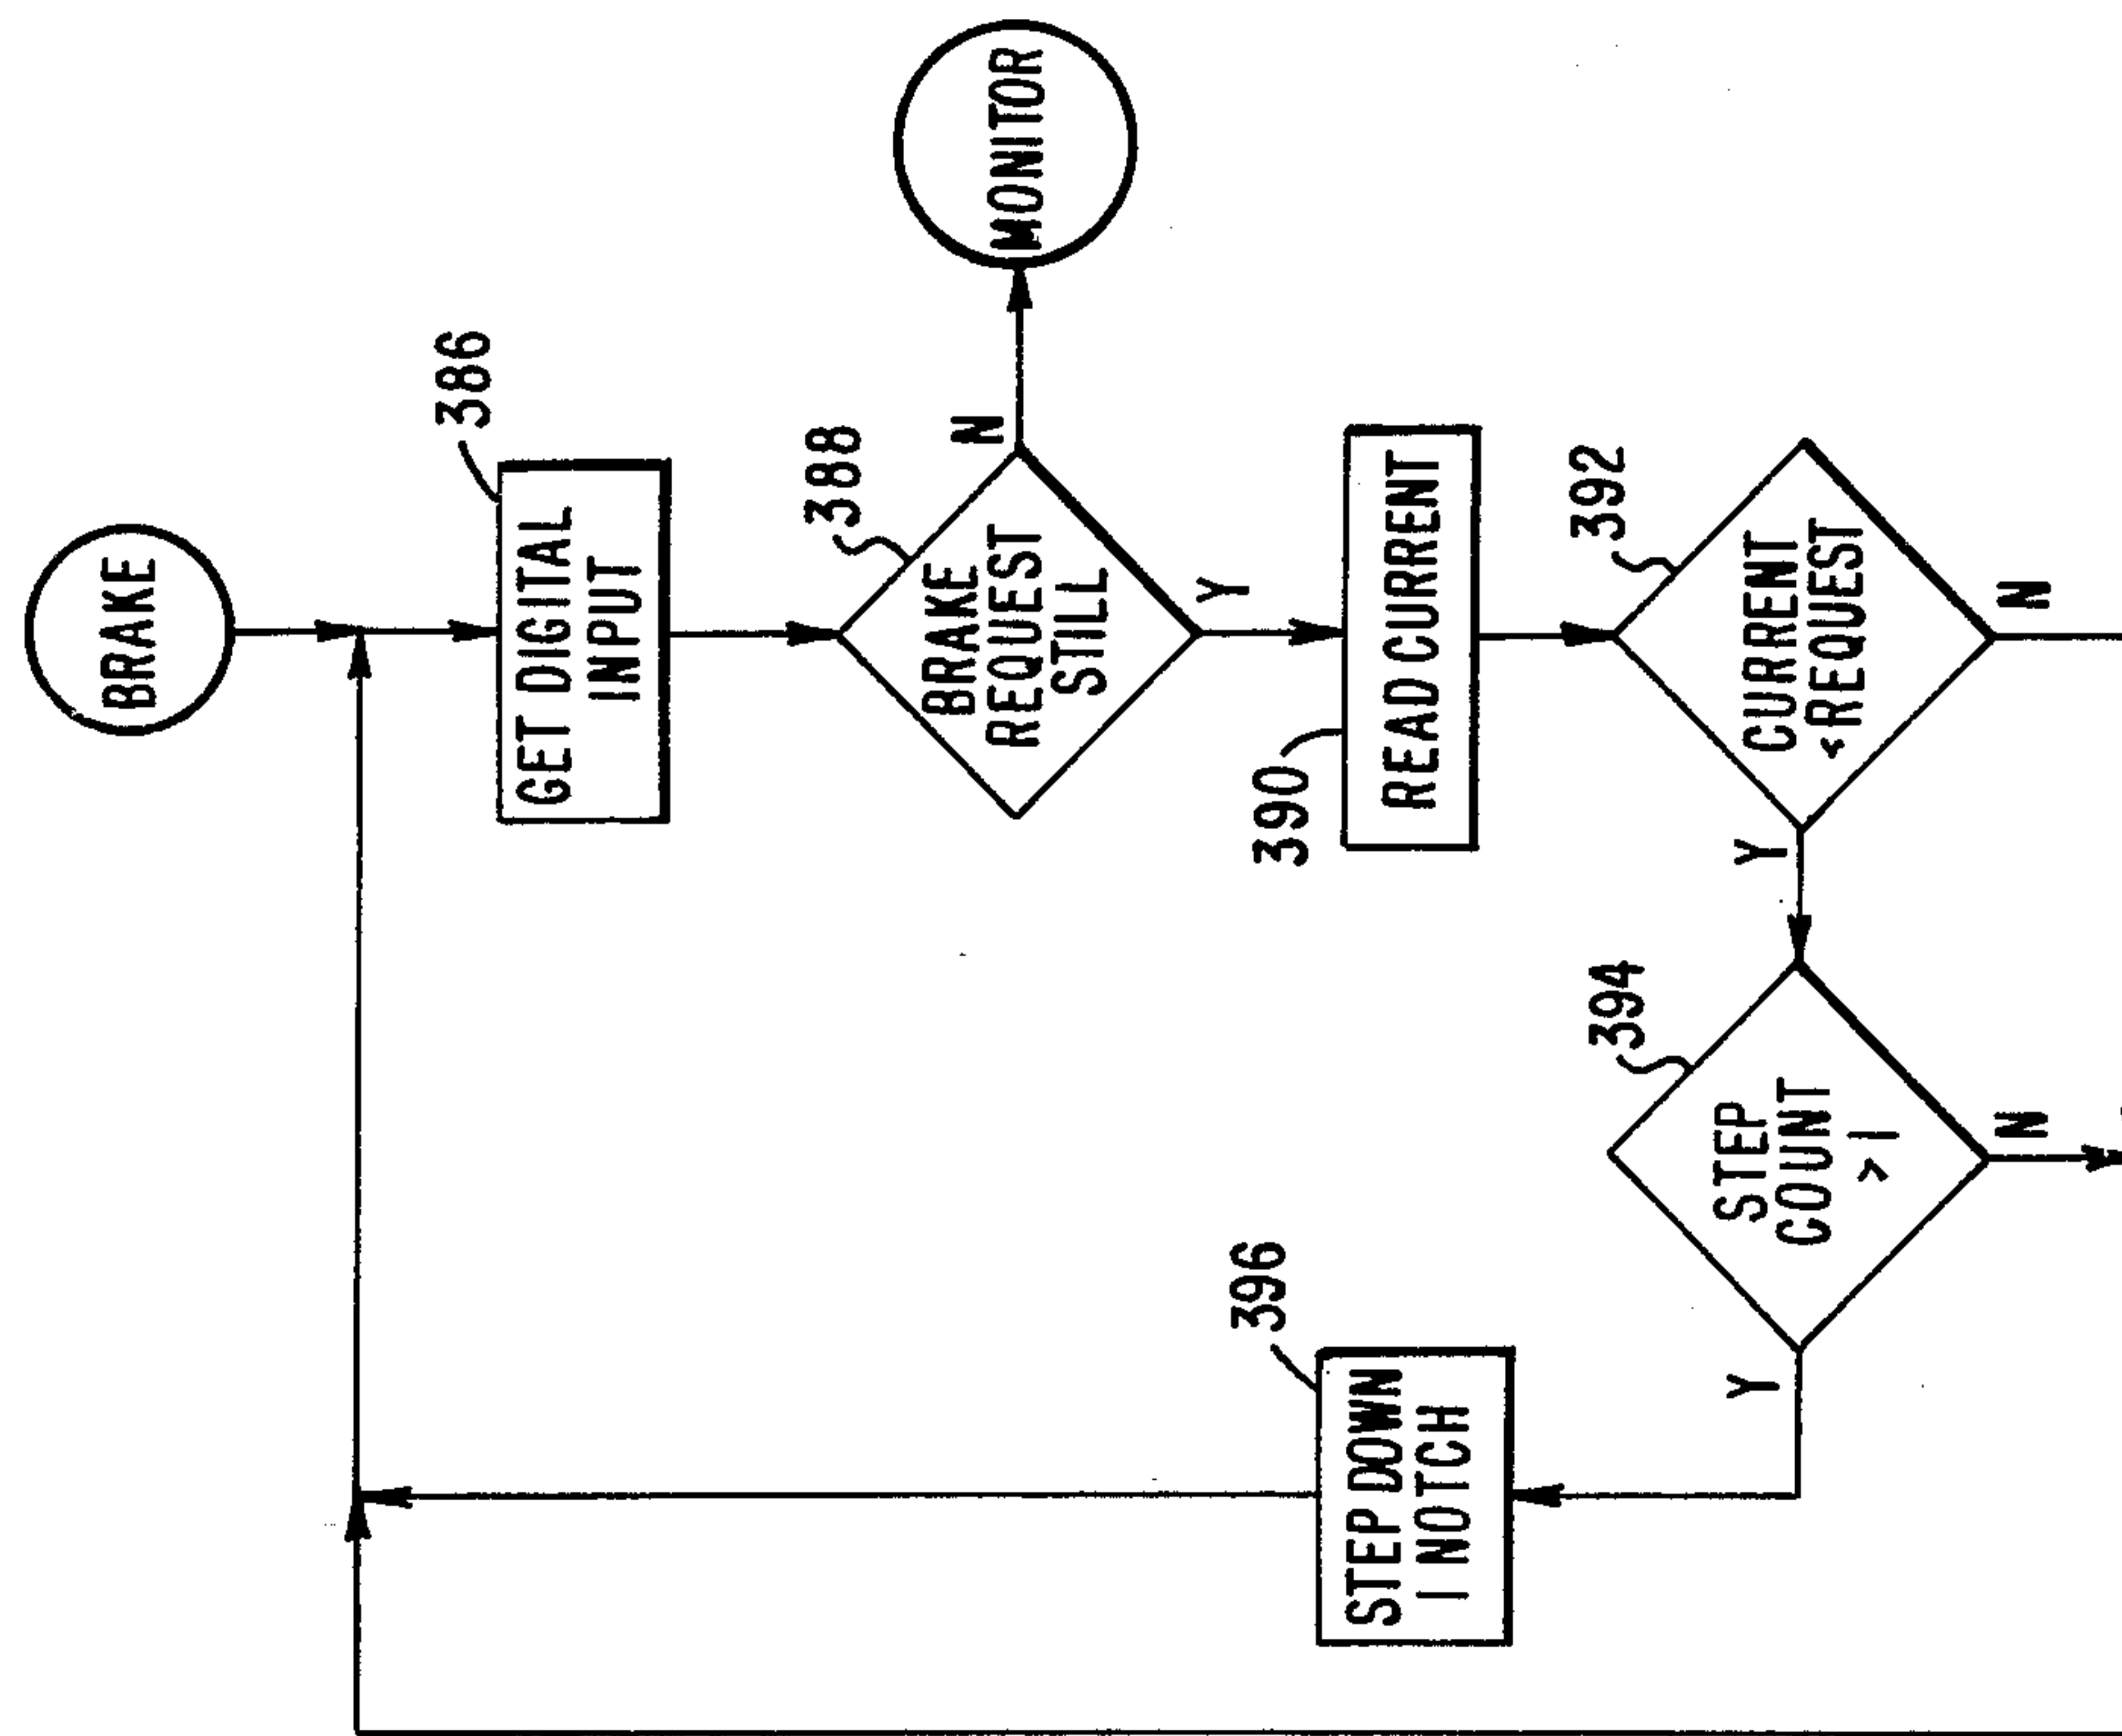 BRAKE
386
GET DIGITAL
INPUT
388
BRAKE
REQUEST
STILL
N
MONITOR
Y
390
READ CURRENT
392
CURRENT
<REQUEST
Y
N
394
STEP
COUNT
>1
Y
N
396
STEP DOWN
1 NOTCH